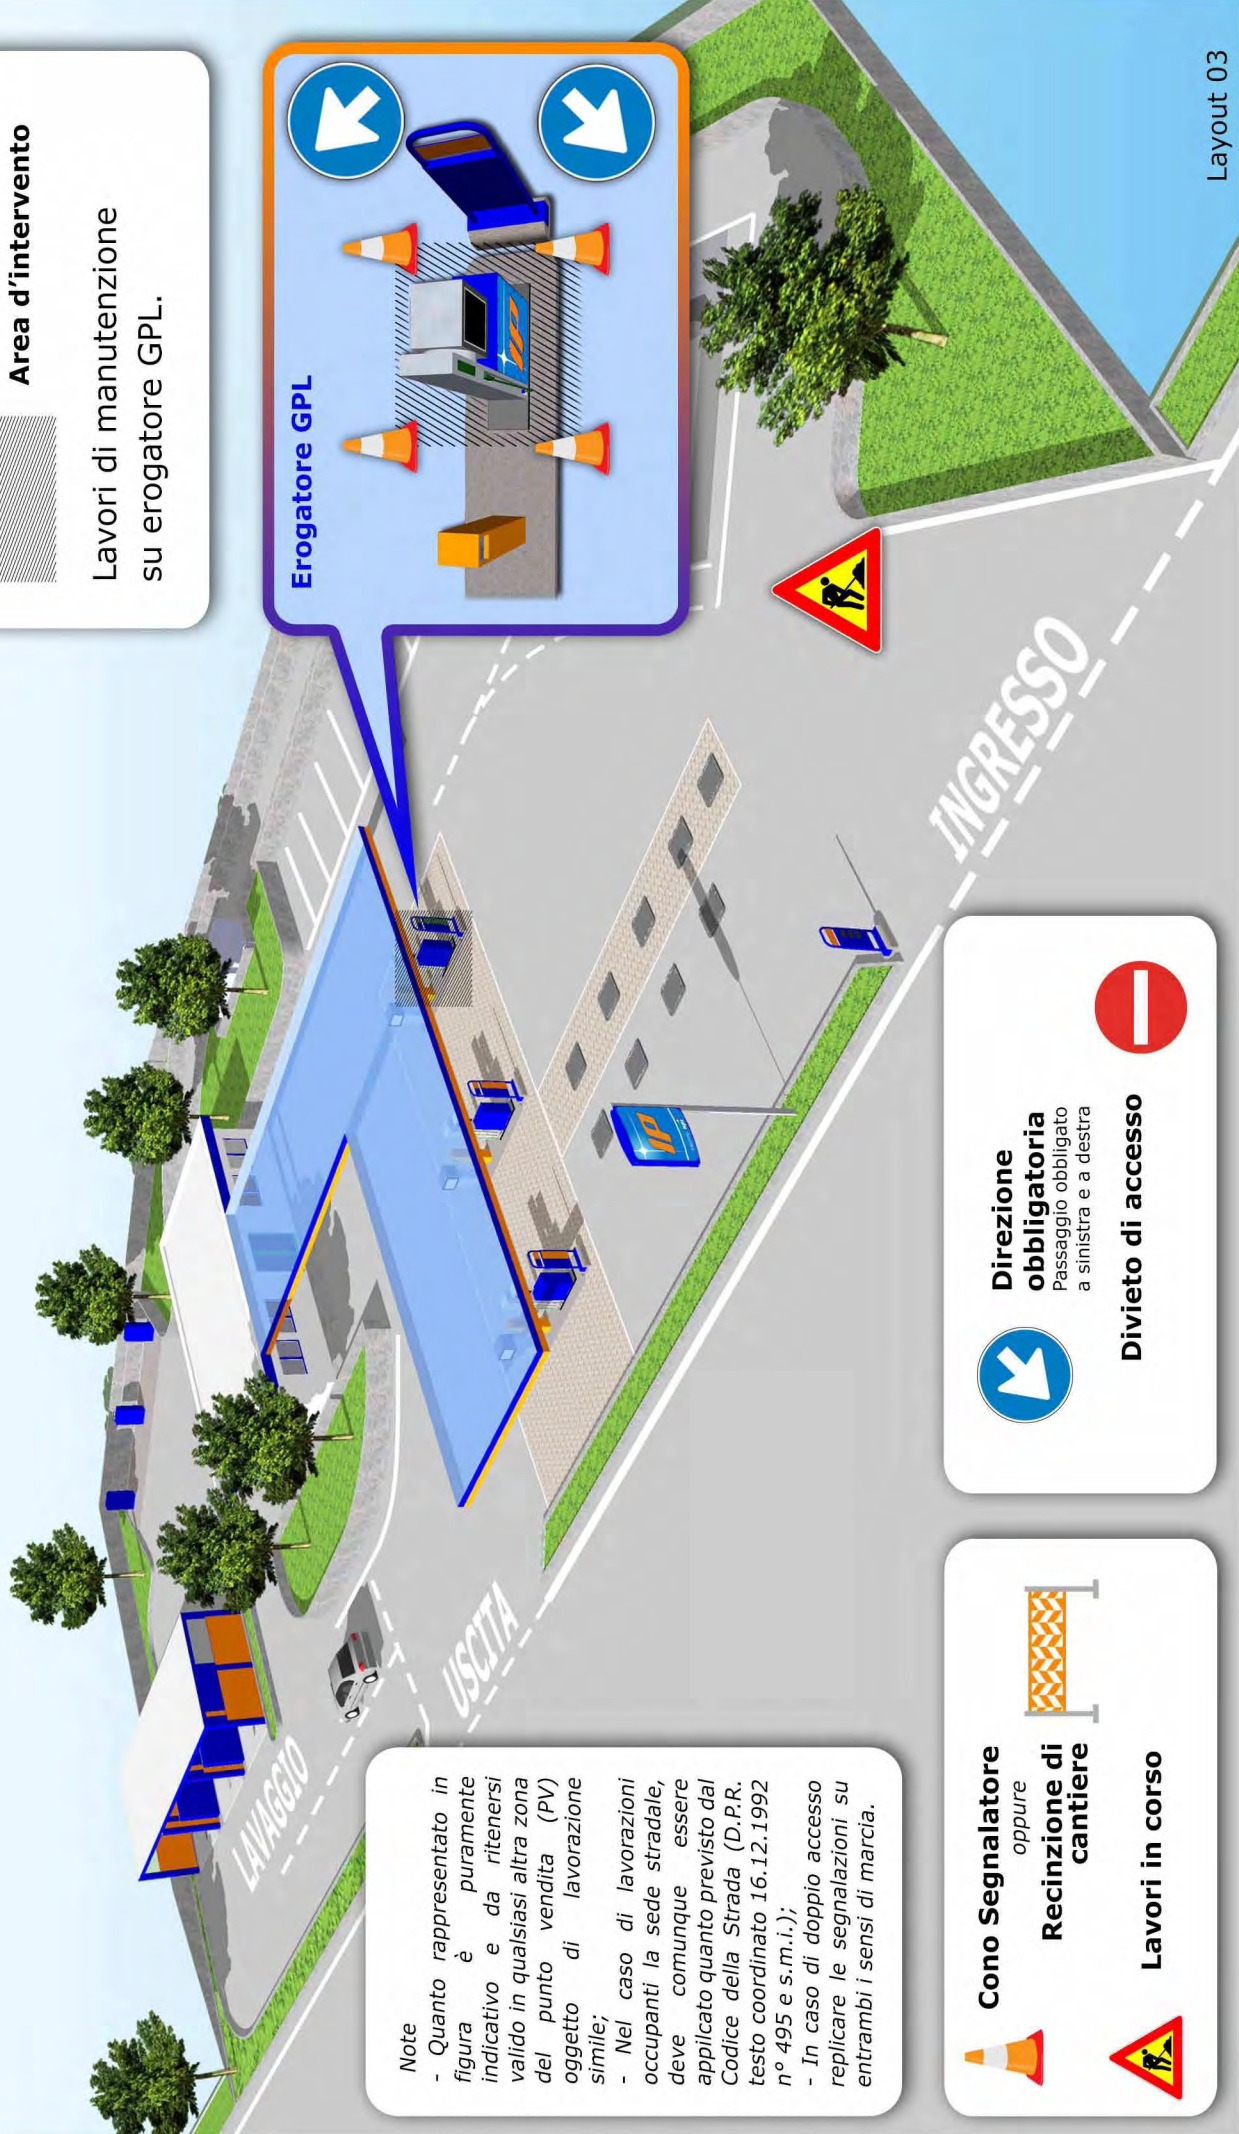 Area d’intervento
Lavori di manutenzione
su erogatore GPL.
Erogatore GPL
IP
LAVAGGIO
USCITA
IP
INGRESSO
Note
- Quanto rappresentato in
figura è puramente
indicativo e da ritenersi
valido in qualsiasi altra zona
del punto vendita (PV)
oggetto di lavorazione
simile;
- Nel caso di lavorazioni
occupanti la sede stradale,
deve comunque essere
applicato quanto previsto dal
Codice della Strada (D.P.R.
testo coordinato 16.12.1992
n° 495 e s.m.i.);
- In caso di doppio accesso
replicare le segnalazioni su
entrambi i sensi di marcia.
Cono Segnalatore
oppure
Recinzione di
cantiere
Lavori in corso
Direzione
obbligatoria
Passaggio obbligato
a sinistra e a destra
Divieto di accesso
Layout 03